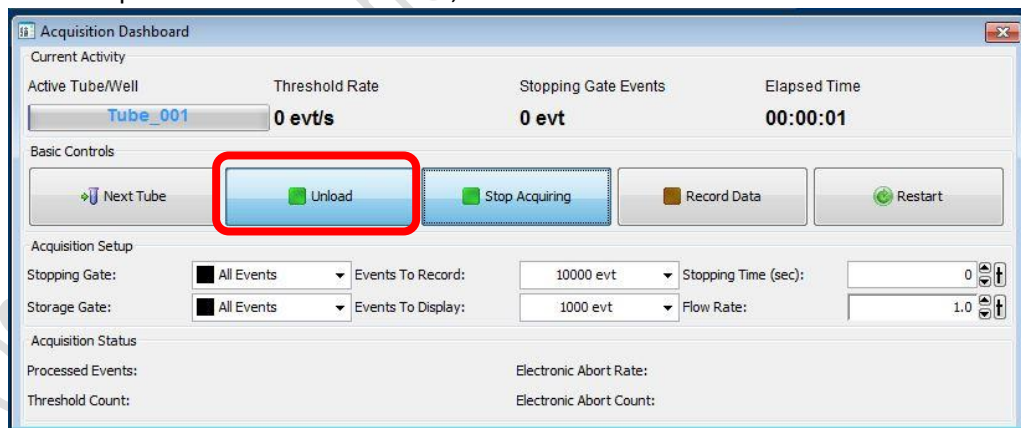 Acquisition Dashboard
Current Activity
Active Tube/Well Threshold Rate Stopping Gate Events Elapsed Time
Tube_001 0 evt/s 0 evt 00:00:01
Basic Controls
Next Tube Unload Stop Acquiring Record Data Restart
Acquisition Setup
Stopping Gate: All Events Events To Record: 10000 evt Stopping Time (sec): 0
Storage Gate: All Events Events To Display: 1000 evt Flow Rate: 1.0
Acquisition Status
Processed Events: Electronic Abort Rate:
Threshold Count: Electronic Abort Count: